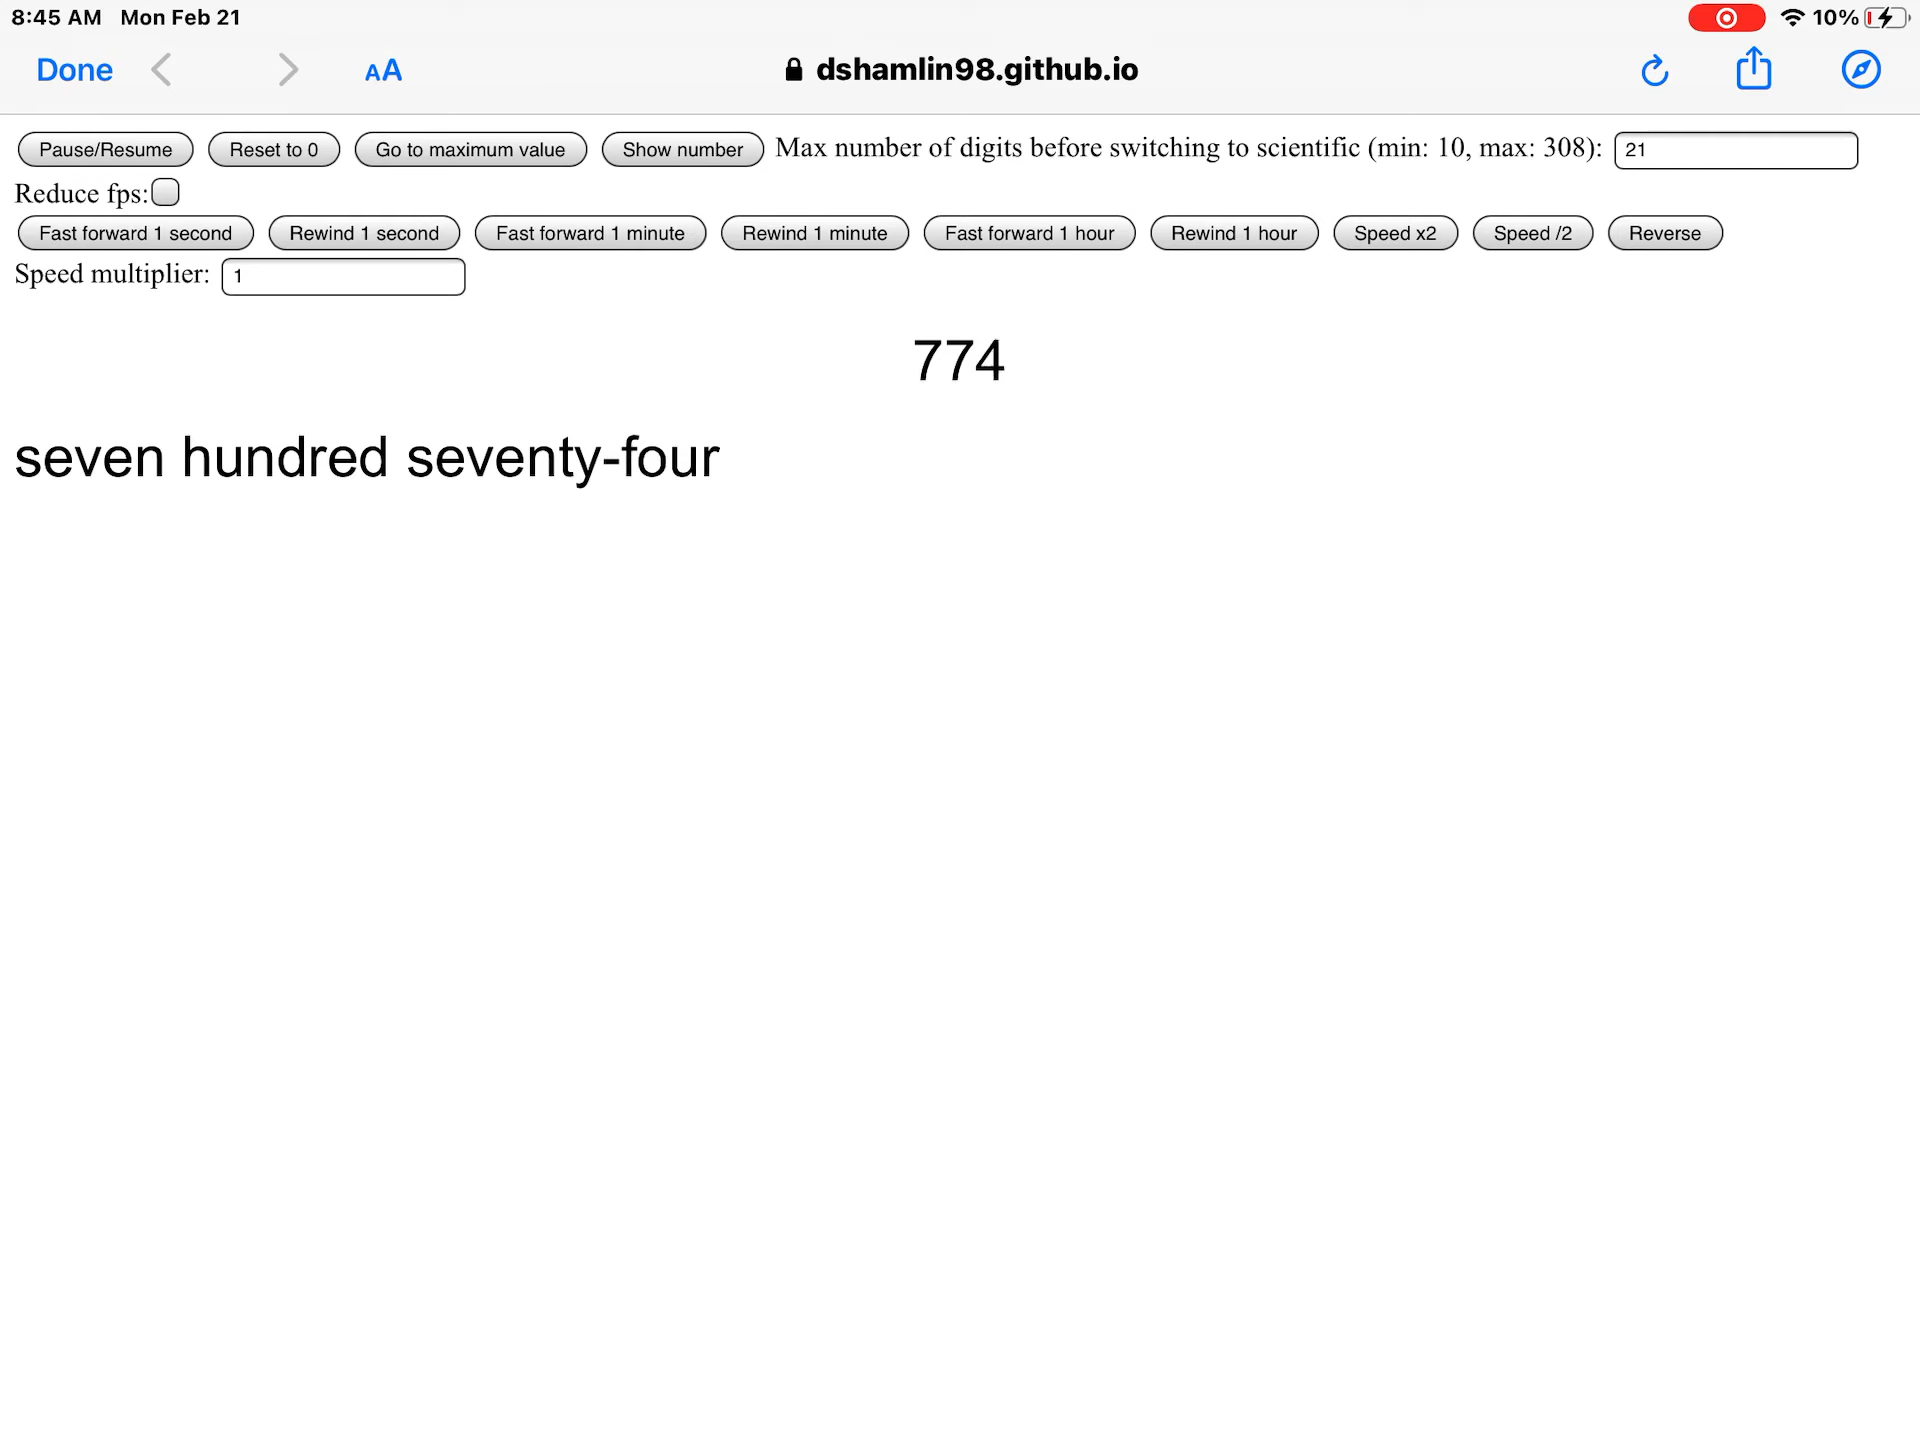 8:45 AM Mon Feb 21 10%
Done AA dshamlin98.github.io
Pause/Resume Reset to 0 Go to maximum value Show number Max number of digits before switching to scientific (min: 10, max: 308): 21
Reduce fps:
Fast forward 1 second Rewind 1 second Fast forward 1 minute Rewind 1 minute Fast forward 1 hour Rewind 1 hour Speed x2 Speed /2 Reverse
Speed multiplier: 1
774
seven hundred seventy-four